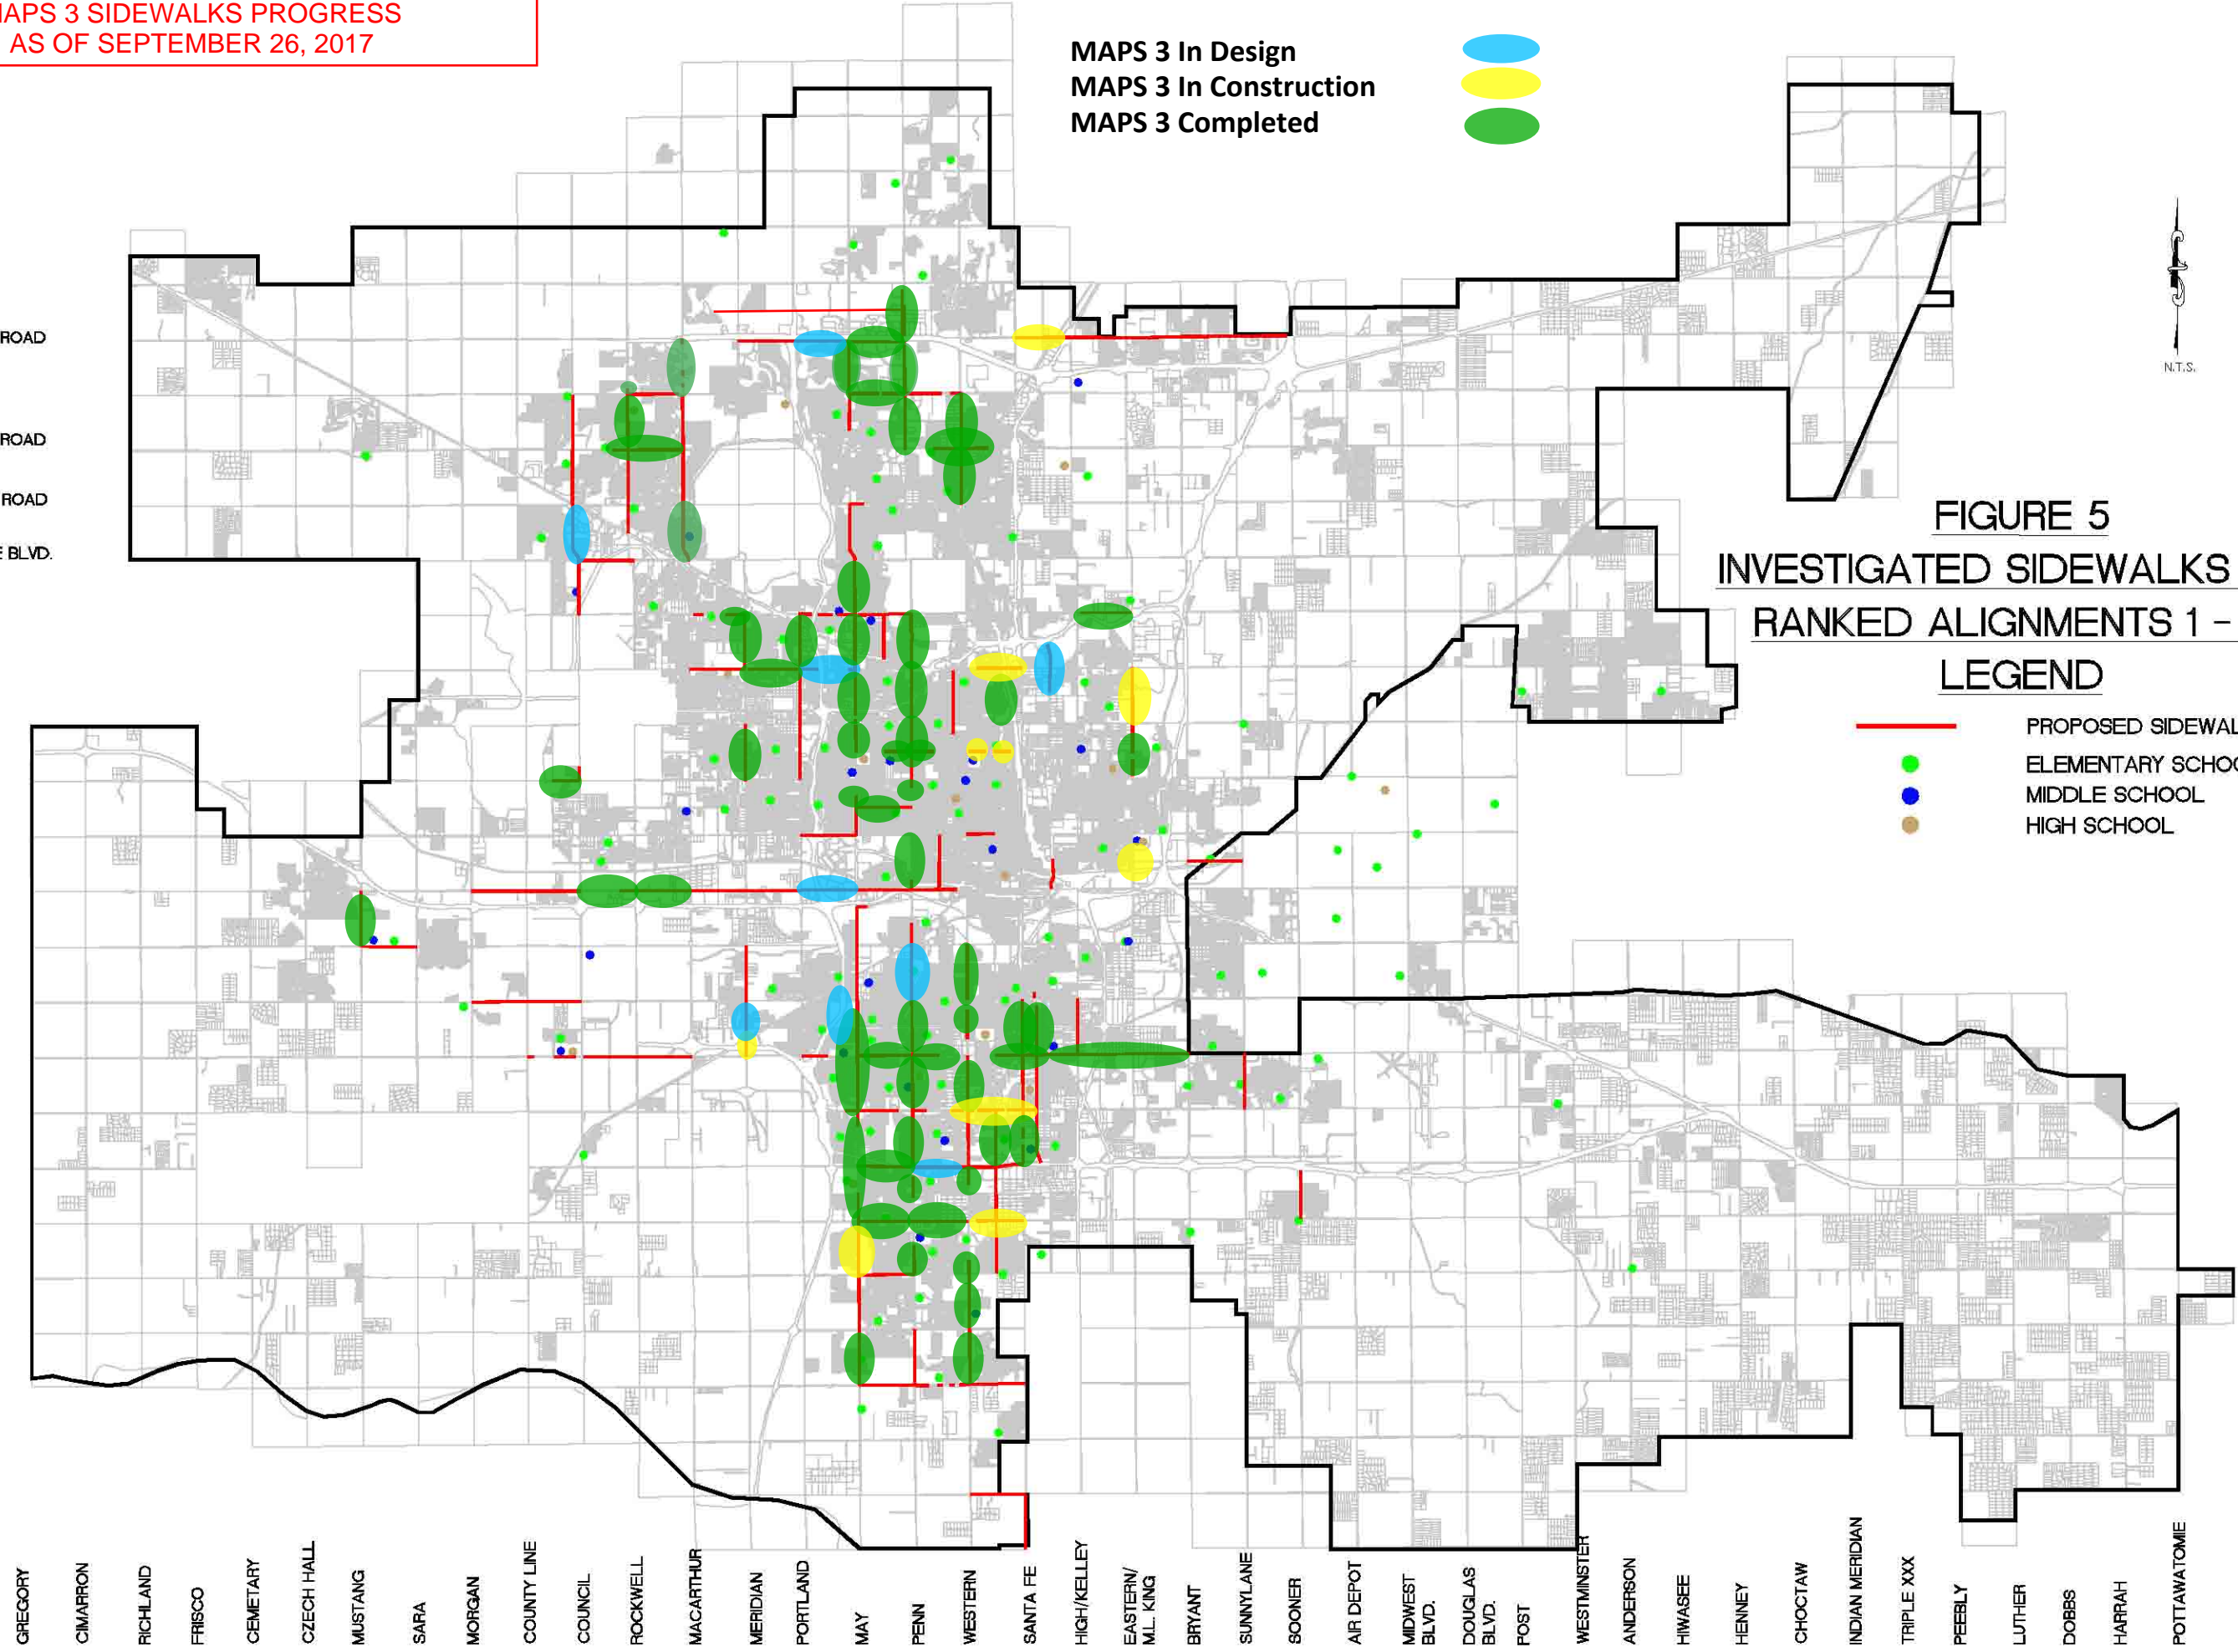 MAPS 3 SIDEWALKS PROGRESS
AS OF SEPTEMBER 26, 2017
MAPS 3 In Design
MAPS 3 In Construction
MAPS 3 Completed
N.T.S.
ROAD
ROAD
ROAD
BLVD.
FIGURE 5
INVESTIGATED SIDEWALKS
RANKED ALIGNMENTS 1 -
LEGEND
PROPOSED SIDEWAL
ELEMENTARY SCHOO
MIDDLE SCHOOL
HIGH SCHOOL
GREGORY
CIMARRON
RICHLAND
FRISCO
CEMETARY
CZECH HALL
MUSTANG
SARA
MORGAN
COUNTY LINE
COUNCIL
ROCKWELL
MACARTHUR
MERIDIAN
PORTLAND
MAY
PENN
WESTERN
SANTA FE
HIGH/KELLEY
EASTERN/
M.L. KING
BRYANT
SUNNYLANE
SOONER
AIR DEPOT
MIDWEST
BLVD.
DOUGLAS
BLVD.
POST
WESTMINSTER
ANDERSON
HIWASEE
HENNEY
CHOCTAW
INDIAN MERIDIAN
TRIPLE XXX
PEEBLY
LUTHER
DOBBS
HARRAH
POTTAWATOMIE